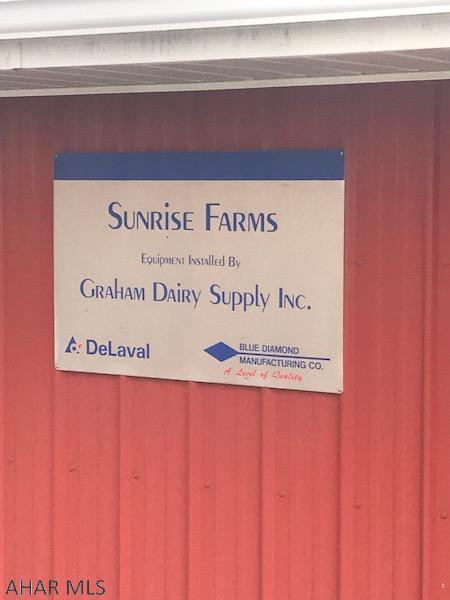 Sunrise Farms
Equipment Installed By
Graham Dairy Supply Inc.
DeLaval
BLUE DIAMOND
MANUFACTURING CO.
A Level of Quality
AHAR MLS